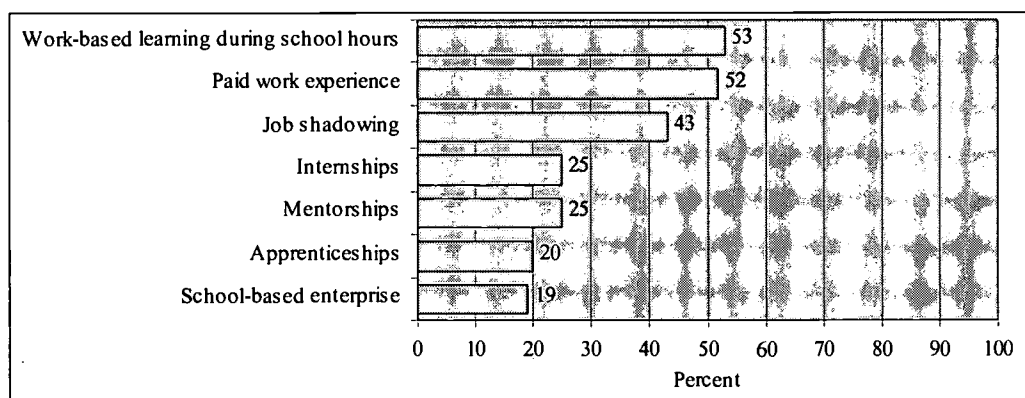 Work-based learning during school hours 53
Paid work experience 52
Job shadowing 43
Internships 25
Mentorships 25
Apprenticeships 20
School-based enterprise 19
0 10 20 30 40 50 60 70 80 90 100
Percent